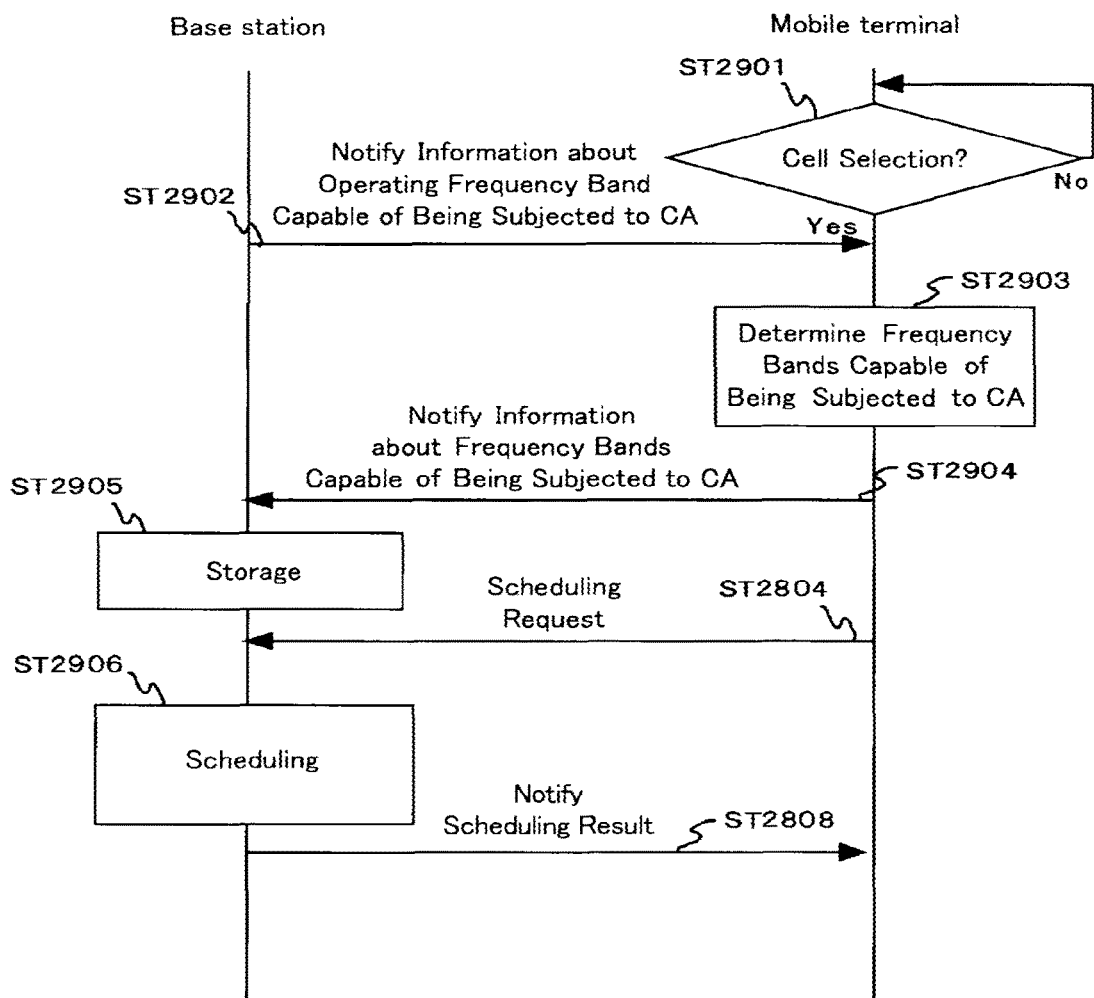 Base station
Mobile terminal
ST2901
Cell Selection?
No
Yes
Notify Information about
Operating Frequency Band
Capable of Being Subjected to CA
ST2902
ST2903
Determine Frequency
Bands Capable of
Being Subjected to CA
Notify Information
about Frequency Bands
Capable of Being Subjected to CA
ST2904
ST2905
Storage
Scheduling
Request
ST2804
ST2906
Scheduling
Notify
Scheduling Result
ST2808